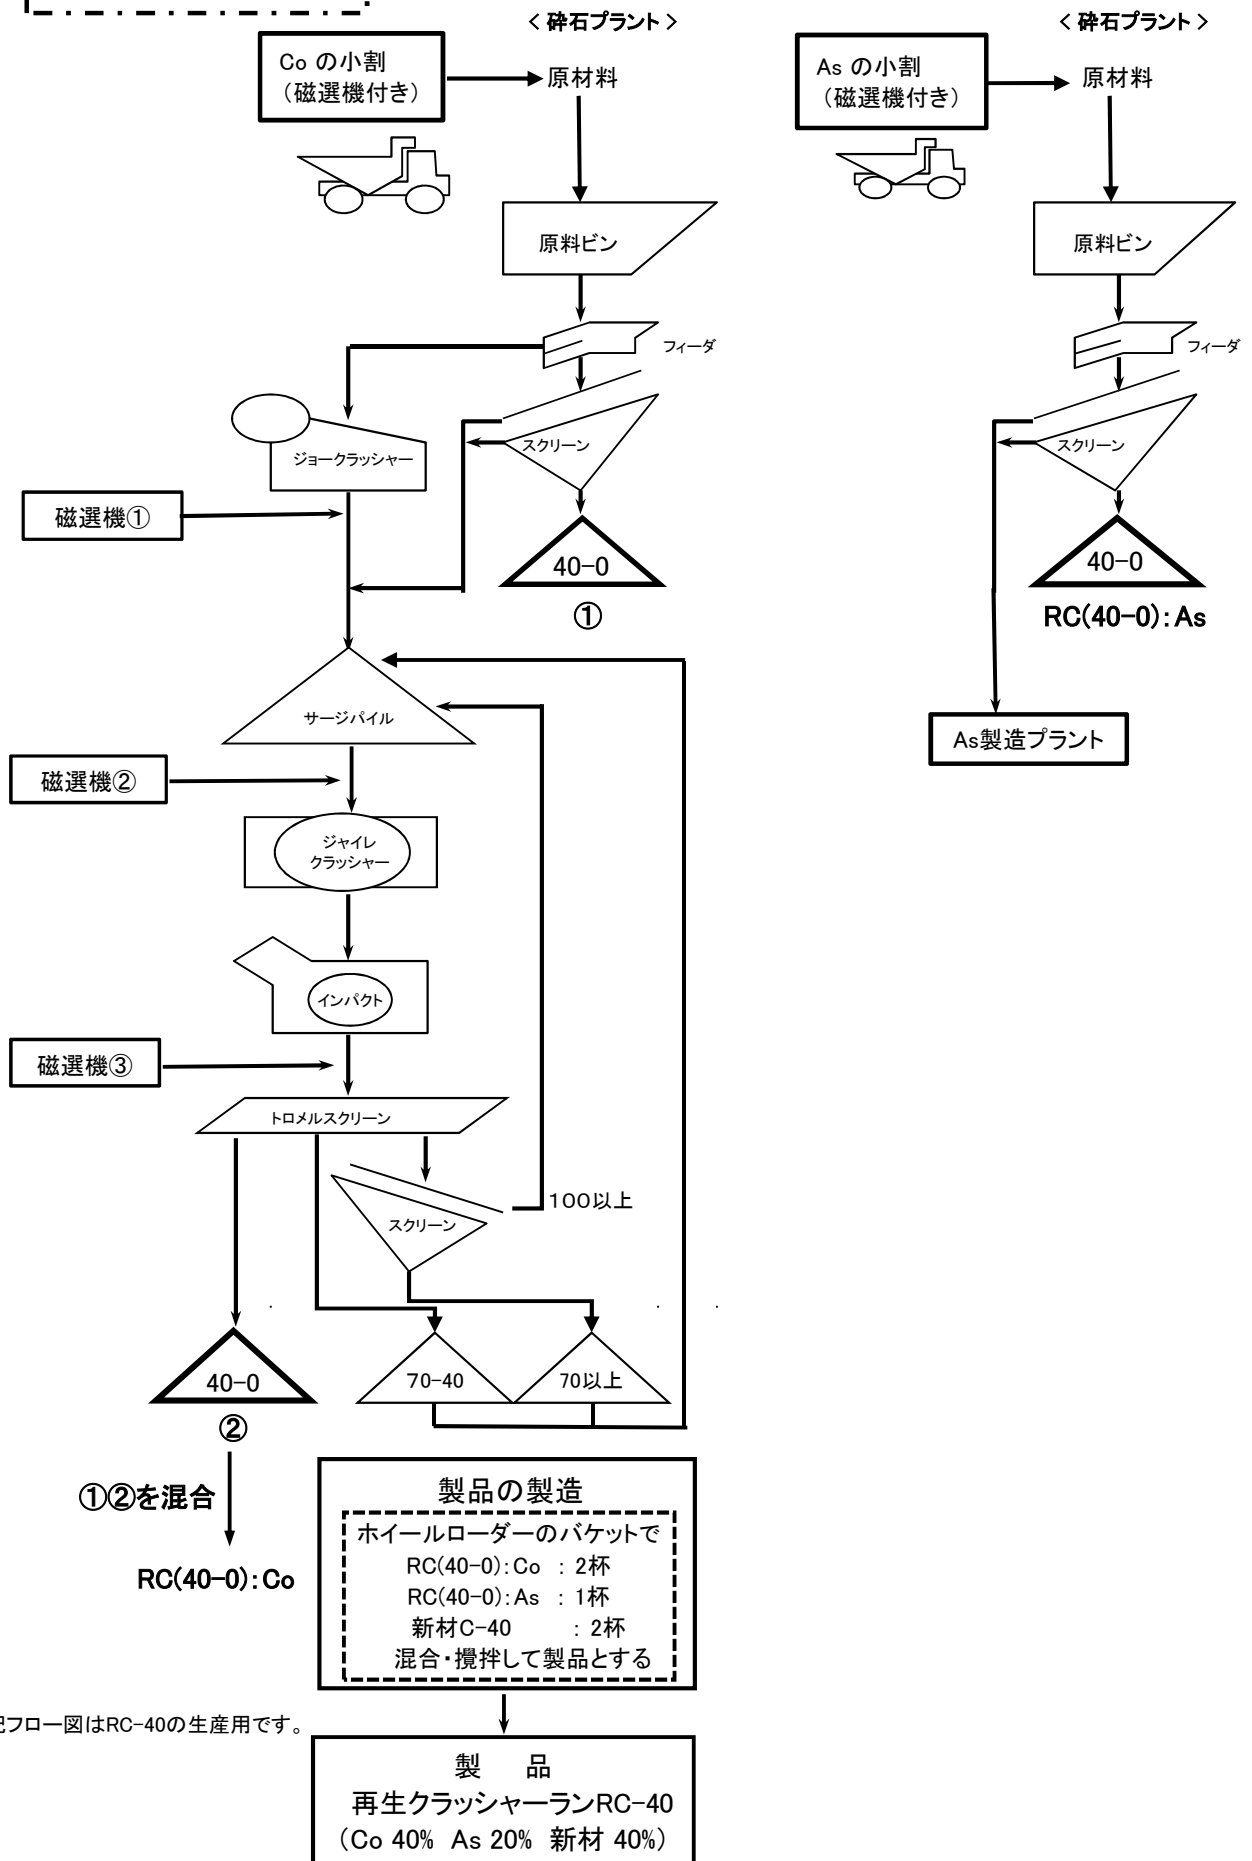 ＜ 砕石プラント ＞
Co の小割
（磁選機付き）
原材料
原料ビン
フィーダ
ジョークラッシャー
スクリーン
磁選機①
40-0
①
サージパイル
磁選機②
ジャイレ
クラッシャー
インパクト
磁選機③
トロメルスクリーン
スクリーン
100以上
40-0
②
70-40
70以上
①②を混合
RC(40-0)：Co
＜ 砕石プラント ＞
As の小割
（磁選機付き）
原材料
原料ビン
フィーダ
スクリーン
40-0
RC(40-0)：As
As製造プラント
製品の製造
ホイールローダーのバケットで
RC(40-0)：Co ：2杯
RC(40-0)：As ：1杯
新材C-40 ：2杯
混合・攪拌して製品とする
フロー図はRC-40の生産用です。
製 品
再生クラッシャーランRC-40
（Co 40% As 20% 新材 40%）